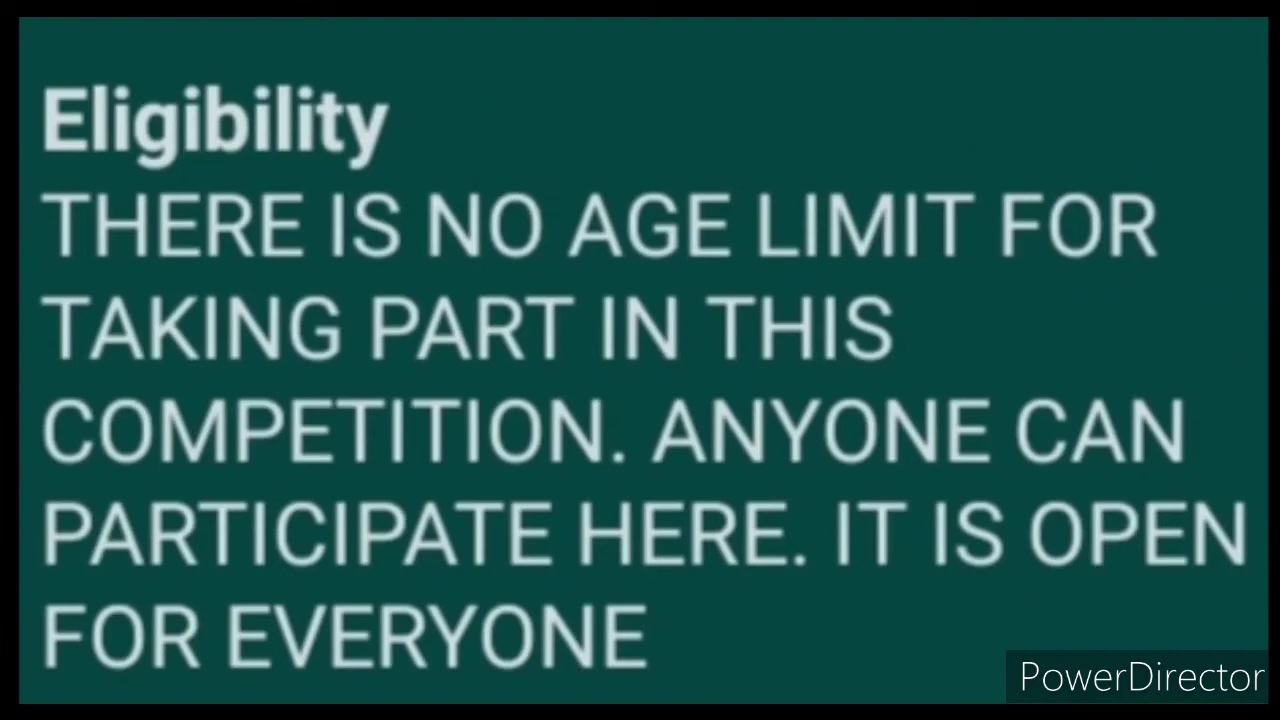 Eligibility
THERE IS NO AGE LIMIT FOR
TAKING PART IN THIS
COMPETITION. ANYONE CAN
PARTICIPATE HERE. IT IS OPEN
FOR EVERYONE
PowerDirector